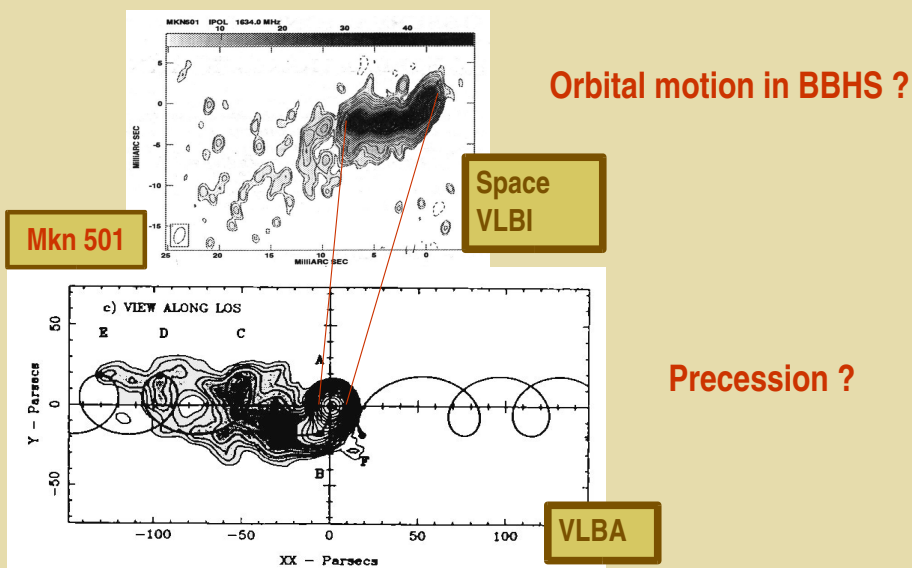 MKN501 IPOL 1634.0 MHz
10 20 30 40
Orbital motion in BBHS ?
5
0
-5
-10
-15
MilliARC SEC
25 20 15 10 5 0
MilliARC SEC
Space
VLBI
Mkn 501
c) VIEW ALONG LOS
E D C
A
B
F
50
0
-50
Y - Parsecs
-100 -50 0 50 100
XX - Parsecs
Precession ?
VLBA